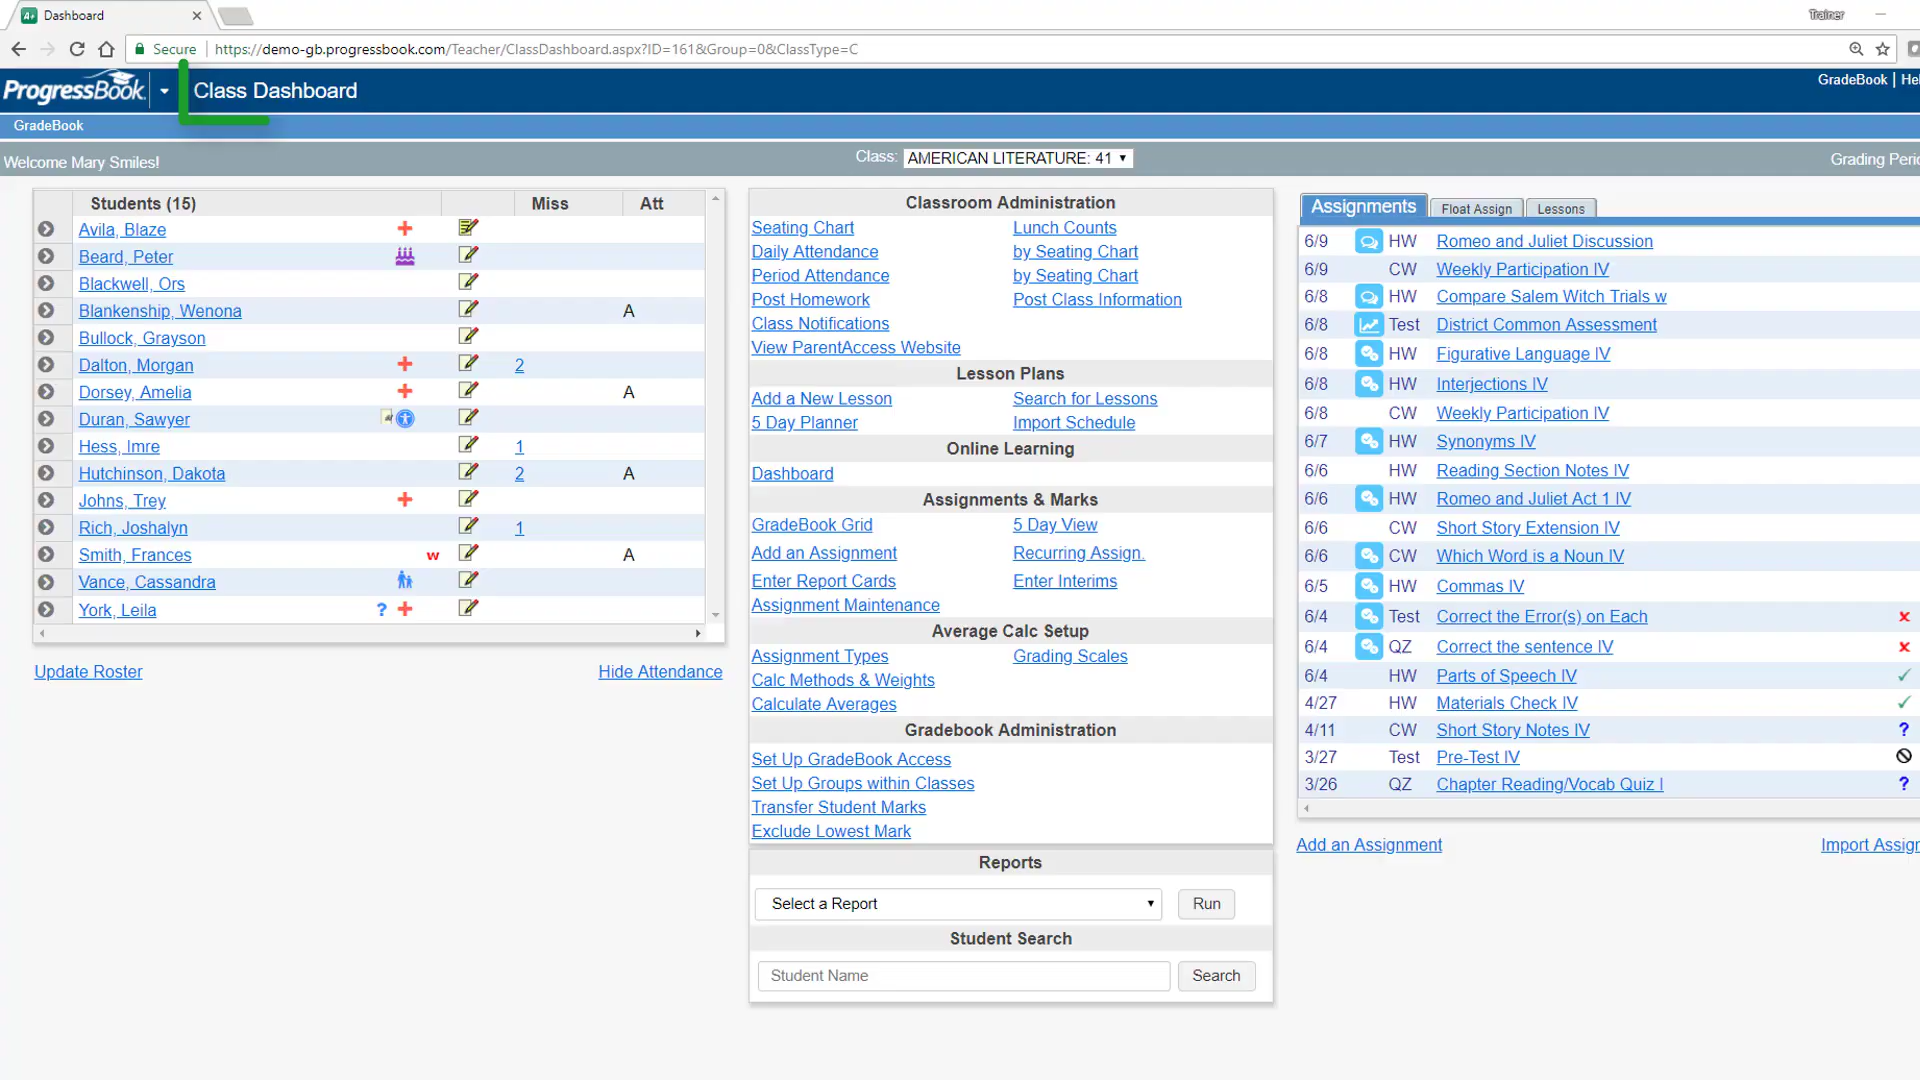 Dashboard
Trainer
Secure https://demo-gb.progressbook.com/Teacher/ClassDashboard.aspx?ID=161&Group=0&ClassType=C
ProgressBook Class Dashboard
GradeBook | Hel
GradeBook
Welcome Mary Smiles!
Class: AMERICAN LITERATURE: 41
Grading Perio
Students (15) Miss Att
Avila, Blaze
Beard, Peter
Blackwell, Ors
Blankenship, Wenona A
Bullock, Grayson
Dalton, Morgan 2
Dorsey, Amelia A
Duran, Sawyer
Hess, Imre 1
Hutchinson, Dakota 2 A
Johns, Trey
Rich, Joshalyn 1
Smith, Frances w A
Vance, Cassandra
York, Leila ?
Update Roster
Hide Attendance
Classroom Administration
Seating Chart Lunch Counts
Daily Attendance by Seating Chart
Period Attendance by Seating Chart
Post Homework Post Class Information
Class Notifications
View ParentAccess Website
Lesson Plans
Add a New Lesson Search for Lessons
5 Day Planner Import Schedule
Online Learning
Dashboard
Assignments & Marks
GradeBook Grid 5 Day View
Add an Assignment Recurring Assign.
Enter Report Cards Enter Interims
Assignment Maintenance
Average Calc Setup
Assignment Types Grading Scales
Calc Methods & Weights
Calculate Averages
Gradebook Administration
Set Up GradeBook Access
Set Up Groups within Classes
Transfer Student Marks
Exclude Lowest Mark
Reports
Select a Report Run
Student Search
Student Name Search
Assignments Float Assign Lessons
6/9 HW Romeo and Juliet Discussion
6/9 CW Weekly Participation IV
6/8 HW Compare Salem Witch Trials w
6/8 Test District Common Assessment
6/8 HW Figurative Language IV
6/8 HW Interjections IV
6/8 CW Weekly Participation IV
6/7 HW Synonyms IV
6/6 HW Reading Section Notes IV
6/6 HW Romeo and Juliet Act 1 IV
6/6 CW Short Story Extension IV
6/6 CW Which Word is a Noun IV
6/5 HW Commas IV
6/4 Test Correct the Error(s) on Each
6/4 QZ Correct the sentence IV
6/4 HW Parts of Speech IV
4/27 HW Materials Check IV
4/11 CW Short Story Notes IV ?
3/27 Test Pre-Test IV
3/26 QZ Chapter Reading/Vocab Quiz I ?
Add an Assignment
Import Assign